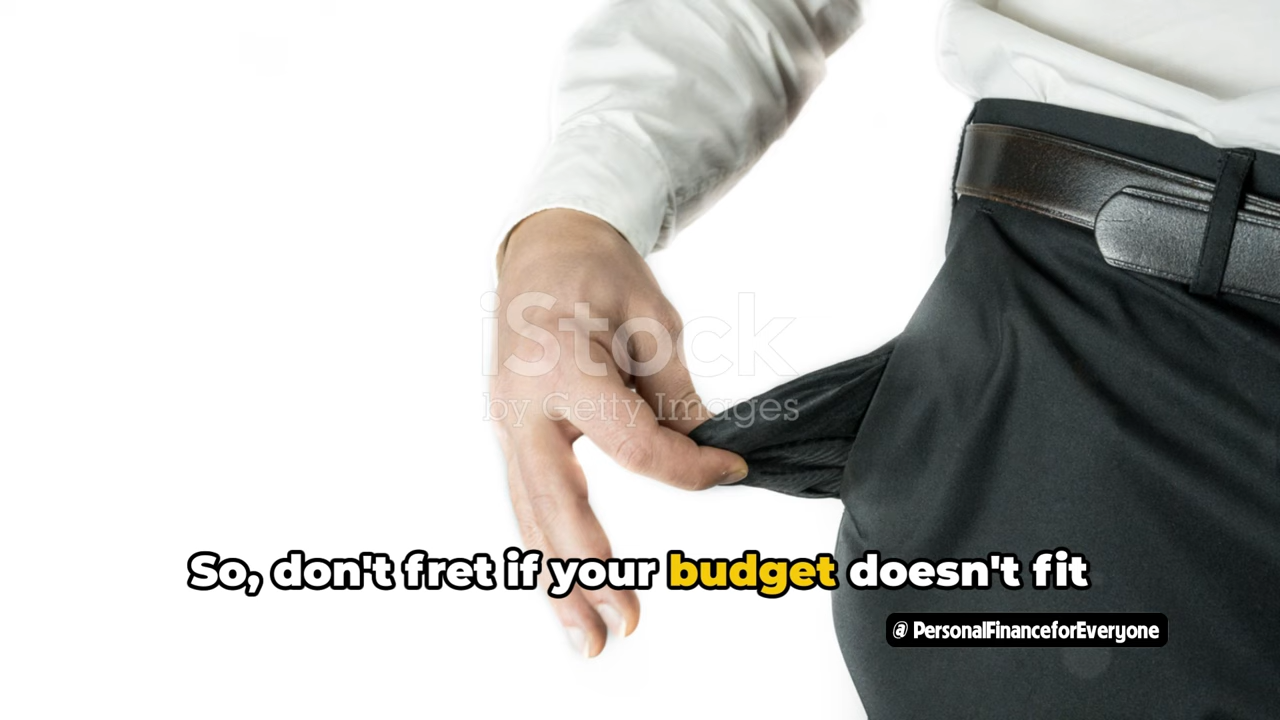 iStock
by Getty Images
So, don't fret if your budget doesn't fit
@ PersonalFinanceforEveryone